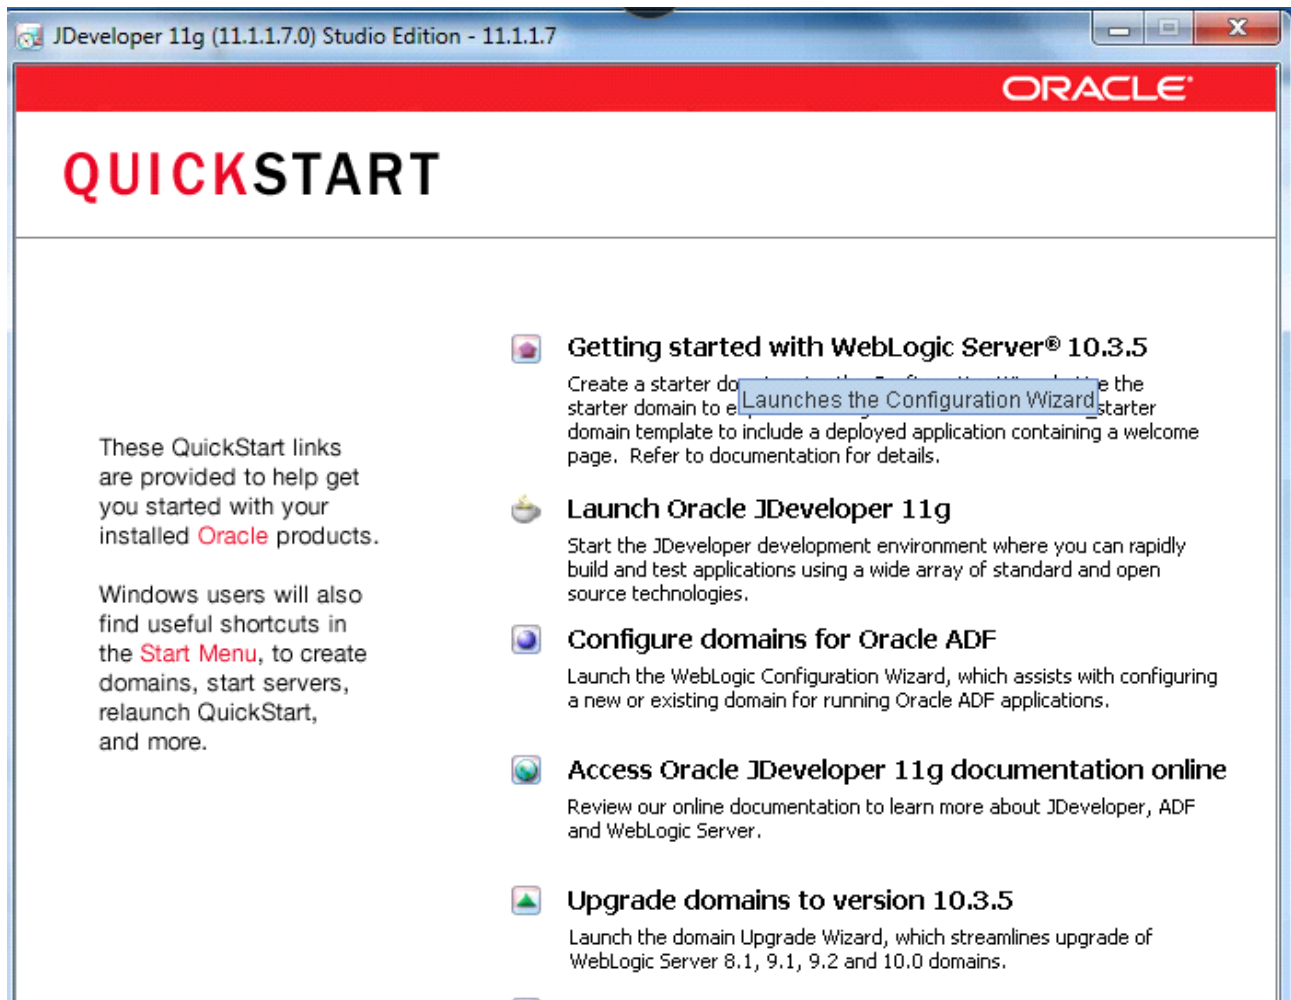 JDeveloper 11g (11.1.1.7.0) Studio Edition - 11.1.1.7
ORACLE
QUICKSTART
These QuickStart links
are provided to help get
you started with your
installed Oracle products.
Windows users will also
find useful shortcuts in
the Start Menu, to create
domains, start servers,
relaunch QuickStart,
and more.
Getting started with WebLogic Server® 10.3.5
Create a starter the
Launches the Configuration Wizard
starter domain to starter
domain template to include a deployed application containing a welcome
page. Refer to documentation for details.
Launch Oracle JDeveloper 11g
Start the JDeveloper development environment where you can rapidly
build and test applications using a wide array of standard and open
source technologies.
Configure domains for Oracle ADF
Launch the WebLogic Configuration Wizard, which assists with configuring
a new or existing domain for running Oracle ADF applications.
Access Oracle JDeveloper 11g documentation online
Review our online documentation to learn more about JDeveloper, ADF
and WebLogic Server.
Upgrade domains to version 10.3.5
Launch the domain Upgrade Wizard, which streamlines upgrade of
WebLogic Server 8.1, 9.1, 9.2 and 10.0 domains.